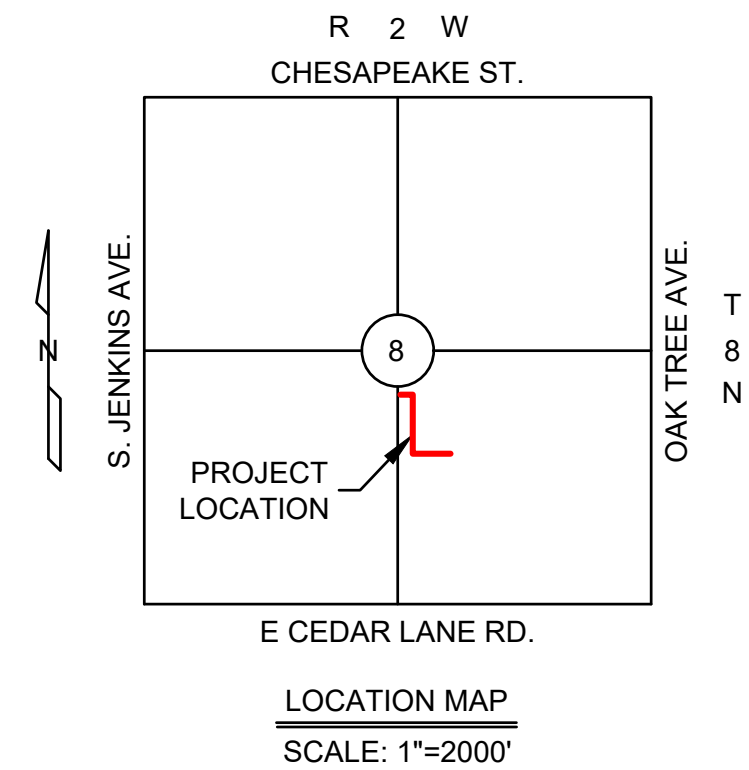 R 2 W
CHESAPEAKE ST.
S. JENKINS AVE.
OAK TREE AVE.
T
8
N
N
8
PROJECT
LOCATION
E CEDAR LANE RD.
LOCATION MAP
SCALE: 1"=2000'